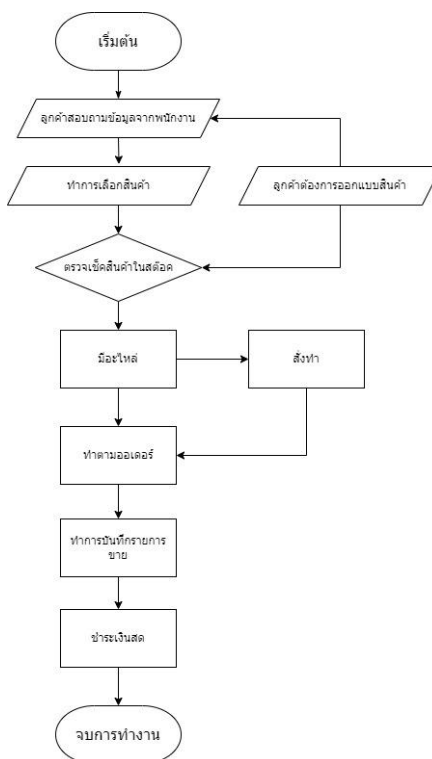 เริ่มต้น
ลูกค้าสอบถามข้อมูลจากพนักงาน
ทำการเลือกสินค้า
ลูกค้าต้องการออกแบบสินค้า
ตรวจเช็คสินค้าในสต๊อค
มีอะไหล่
สั่งทำ
ทำตามออเดอร์
ทำการบันทึกรายการ
ขาย
ชำระเงินสด
จบการทำงาน